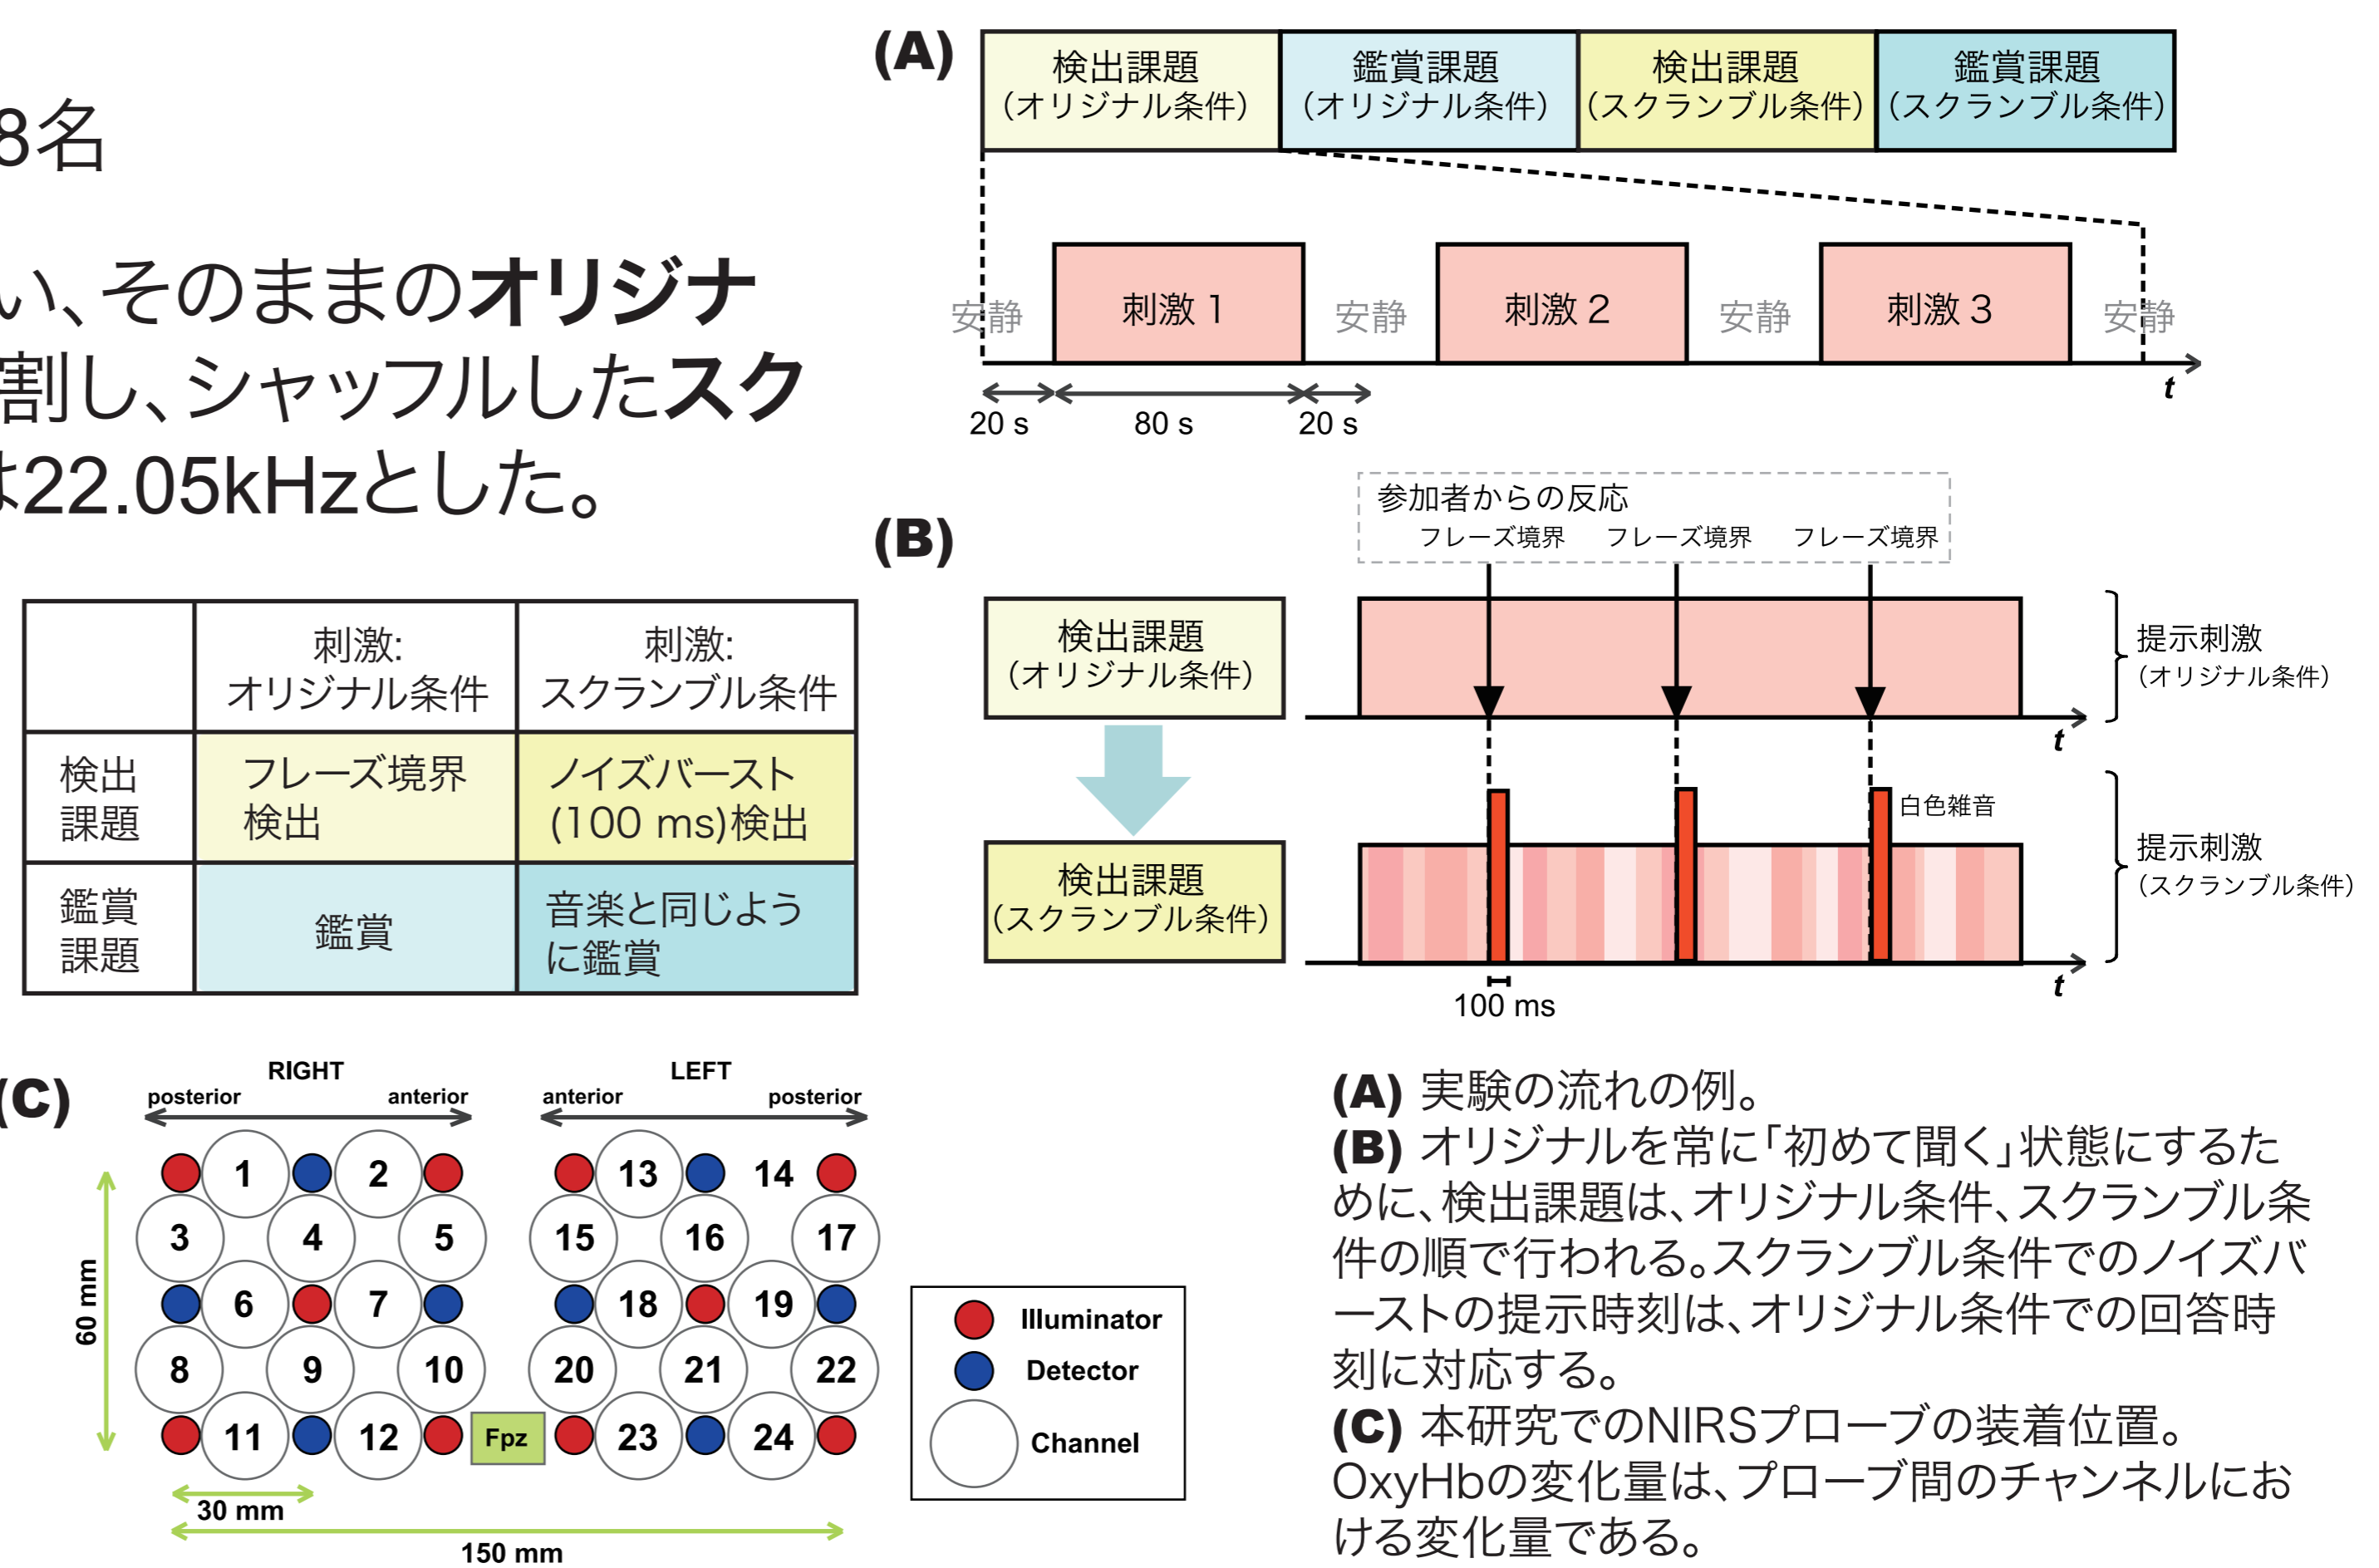 8名
い、そのままのオリジナ
割し、シャッフルしたスク
は22.05kHzとした。
刺激:
オリジナル条件
刺激:
スクランブル条件
検出
課題
フレーズ境界
検出
ノイズバースト
(100 ms)検出
鑑賞
課題
鑑賞
音楽と同じよう
に鑑賞
(A)
検出課題
(オリジナル条件)
鑑賞課題
(オリジナル条件)
検出課題
(スクランブル条件)
鑑賞課題
(スクランブル条件)
安静
刺激 1
安静
刺激 2
安静
刺激 3
安静
t
20 s
80 s
20 s
(B)
参加者からの反応
フレーズ境界
フレーズ境界
フレーズ境界
検出課題
(オリジナル条件)
提示刺激
(オリジナル条件)
t
白色雑音
検出課題
(スクランブル条件)
提示刺激
(スクランブル条件)
t
100 ms
(C)
RIGHT
LEFT
posterior
anterior
anterior
posterior
1
2
13
14
3
4
5
15
16
17
6
7
18
19
8
9
10
20
21
22
11
12
Fpz
23
24
60 mm
30 mm
150 mm
Illuminator
Detector
Channel
(A) 実験の流れの例。
(B) オリジナルを常に「初めて聞く」状態にするた
めに、検出課題は、オリジナル条件、スクランブル条
件の順で行われる。スクランブル条件でのノイズバ
ーストの提示時刻は、オリジナル条件での回答時
刻に対応する。
(C) 本研究でのNIRSプローブの装着位置。
OxyHbの変化量は、プローブ間のチャンネルにお
ける変化量である。